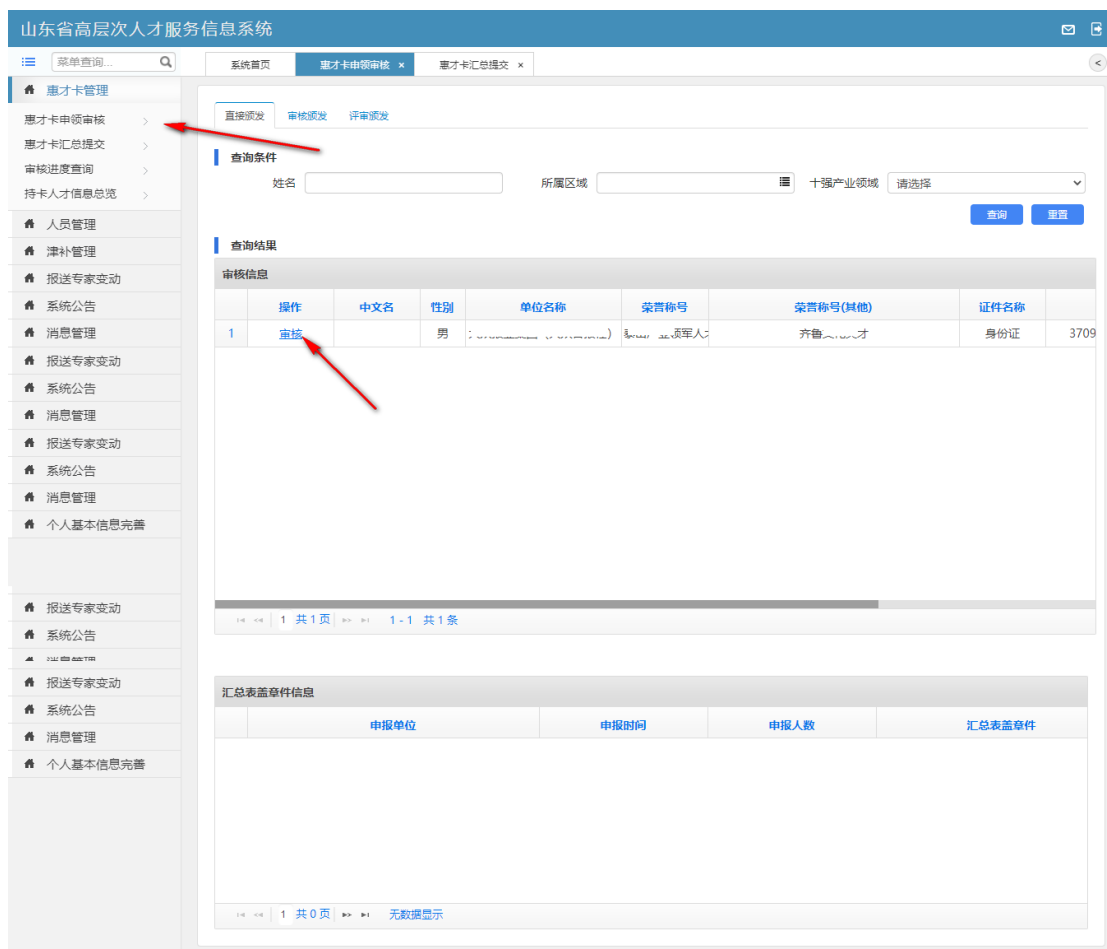 山东省高层次人才服务信息系统
菜单查询...
系统首页 惠才卡申领审核 × 惠才卡汇总提交 ×
惠才卡管理
惠才卡申领审核
惠才卡汇总提交
审核进度查询
持卡人才信息总览
人员管理
津补管理
报送专家变动
系统公告
消息管理
报送专家变动
系统公告
消息管理
报送专家变动
系统公告
消息管理
个人基本信息完善
报送专家变动
系统公告
消息管理
报送专家变动
系统公告
消息管理
个人基本信息完善
直接颁发 审核颁发 评审颁发
查询条件
姓名 所属区域 十强产业领域 请选择
查询 重置
查询结果
审核信息
操作 中文名 性别 单位名称 荣誉称号 荣誉称号(其他) 证件名称
1 审核 男 领军人才 齐鲁文化人才 身份证 3709
1 共 1 页 1 - 1 共 1 条
汇总表盖章件信息
申报单位 申报时间 申报人数 汇总表盖章件
1 共 0 页 无数据显示